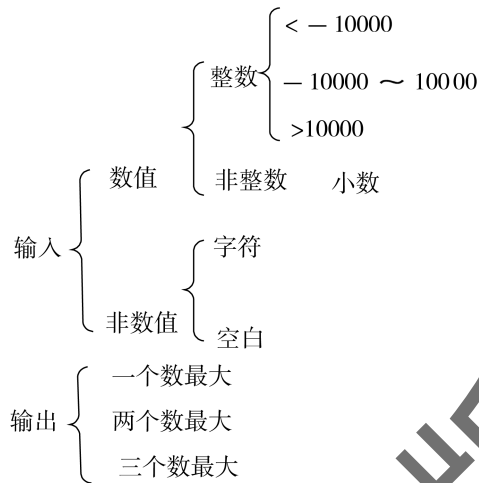 < － 10000
整数
－ 10000 ～ 10000
>10000
数值
非整数 小数
输入
字符
非数值
空白
一个数最大
输出
两个数最大
三个数最大